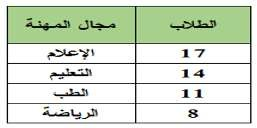 مجال المهنة الطلاب
الإعلام 17
التعليم 14
الطب 11
الرياضة 8